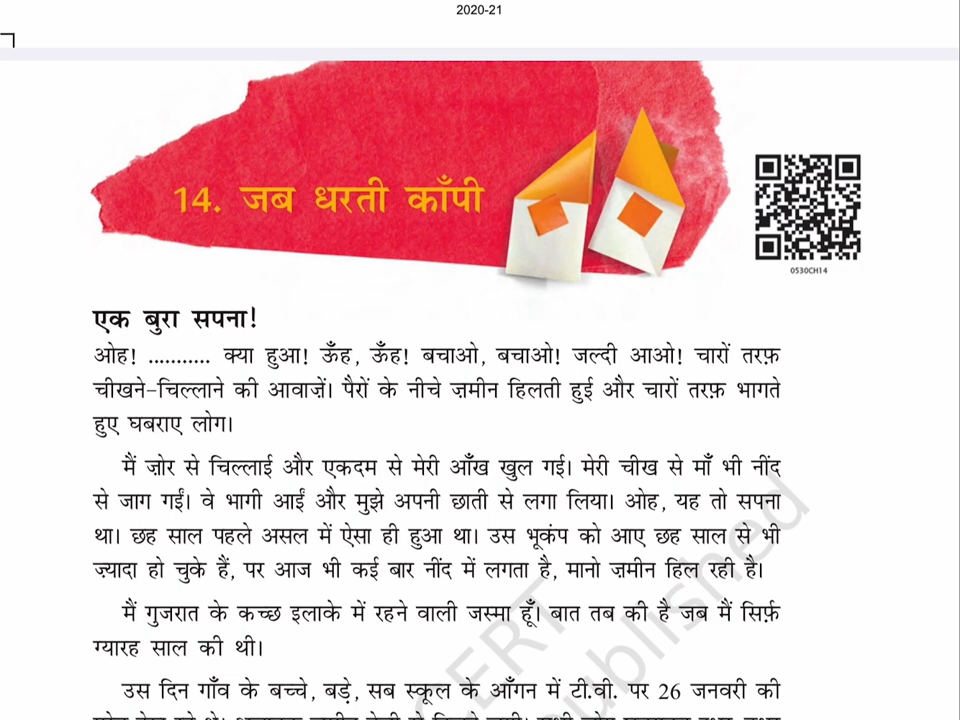 2020-21
14. जब धरती काँपी
0530CH14
एक बुरा सपना!
ओह! ........... क्या हुआ! ऊँह, ऊँह! बचाओ, बचाओ! जल्दी आओ! चारों तरफ़
चीखने-चिल्लाने की आवाज़ें। पैरों के नीचे ज़मीन हिलती हुई और चारों तरफ़ भागते
हुए घबराए लोग।
मैं ज़ोर से चिल्लाई और एकदम से मेरी आँख खुल गई। मेरी चीख से माँ भी नींद
से जाग गईं। वे भागी आईं और मुझे अपनी छाती से लगा लिया। ओह, यह तो सपना
था। छह साल पहले असल में ऐसा ही हुआ था। उस भूकंप को आए छह साल से भी
ज़्यादा हो चुके हैं, पर आज भी कई बार नींद में लगता है, मानो ज़मीन हिल रही है।
मैं गुजरात के कच्छ इलाके में रहने वाली जस्मा हूँ। बात तब की है जब मैं सिर्फ़
ग्यारह साल की थी।
उस दिन गाँव के बच्चे, बड़े, सब स्कूल के आँगन में टी.वी. पर 26 जनवरी की